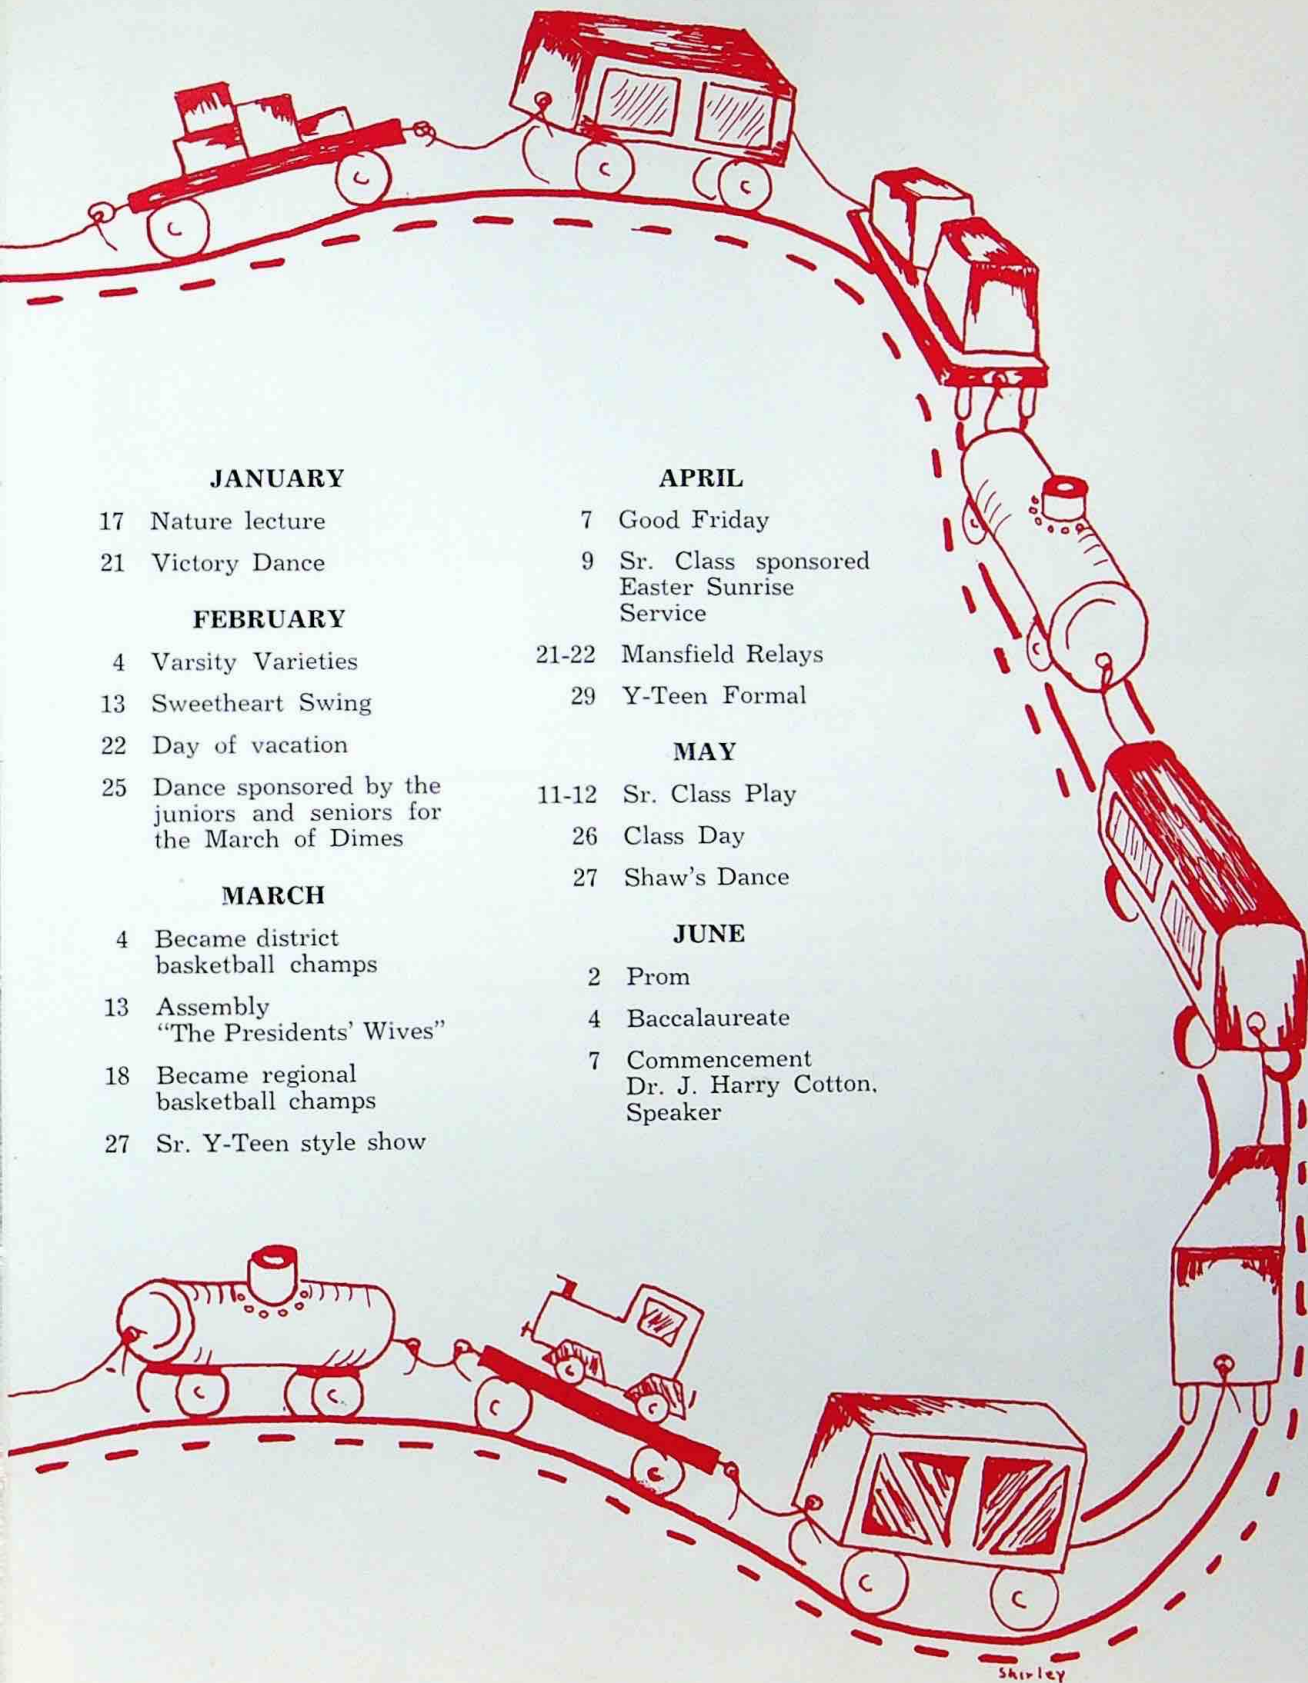 JANUARY
17 Nature lecture
21 Victory Dance
FEBRUARY
4 Varsity Varieties
13 Sweetheart Swing
22 Day of vacation
25 Dance sponsored by the
juniors and seniors for
the March of Dimes
MARCH
4 Became district
basketball champs
13 Assembly
“The Presidents’ Wives”
18 Became regional
basketball champs
27 Sr. Y-Teen style show
APRIL
7 Good Friday
9 Sr. Class sponsored
Easter Sunrise
Service
21-22 Mansfield Relays
29 Y-Teen Formal
MAY
11-12 Sr. Class Play
26 Class Day
27 Shaw’s Dance
JUNE
2 Prom
4 Baccalaureate
7 Commencement
Dr. J. Harry Cotton,
Speaker
Shirley